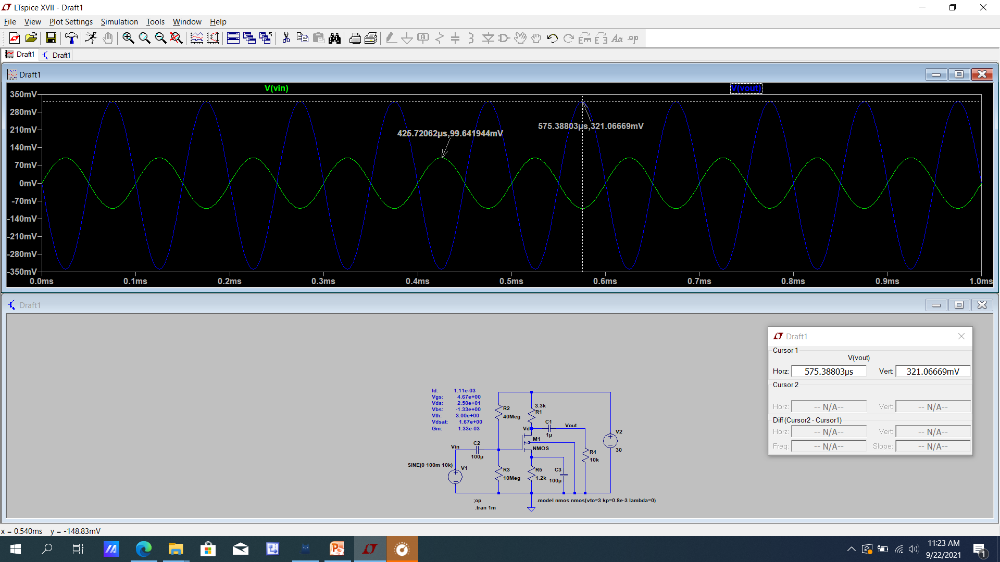 LTspice XVII - Draft1
File View Plot Settings Simulation Tools Window Help
Draft1 Draft1
Draft1
V(vin) V(vout)
350mV
280mV
210mV
140mV
70mV
0mV
-70mV
-140mV
-210mV
-280mV
-350mV
425.72062µs,99.641944mV
575.38803µs,321.06669mV
0.0ms 0.1ms 0.2ms 0.3ms 0.4ms 0.5ms 0.6ms 0.7ms 0.8ms 0.9ms 1.0ms
Draft1
Id: 1.11e-03
Vgs: 4.67e+00
Vds: 2.50e+01
Vbs: -1.33e+00
Vth: 3.00e+00
Vdsat: 1.67e+00
Gm: 1.33e-03
R2
40Meg
3.3k
R1
C1
1µ
Vd
Vout
M1
NMOS
V2
30
Vin
C2
100µ
R4
10k
SINE(0 100m 10k)
V1
R3
10Meg
R5
1.2k
C3
100µ
;op
.tran 1m
.model nmos nmos(vto=3 kp=0.8e-3 lambda=0)
Draft1
Cursor 1
V(vout)
Horz: 575.38803µs Vert: 321.06669mV
Cursor 2
Horz: -- N/A-- Vert: -- N/A--
Diff (Cursor2 - Cursor1)
Horz: -- N/A-- Vert: -- N/A--
Freq: -- N/A-- Slope: -- N/A--
x = 0.540ms y = -148.83mV
11:23 AM
9/22/2021
1